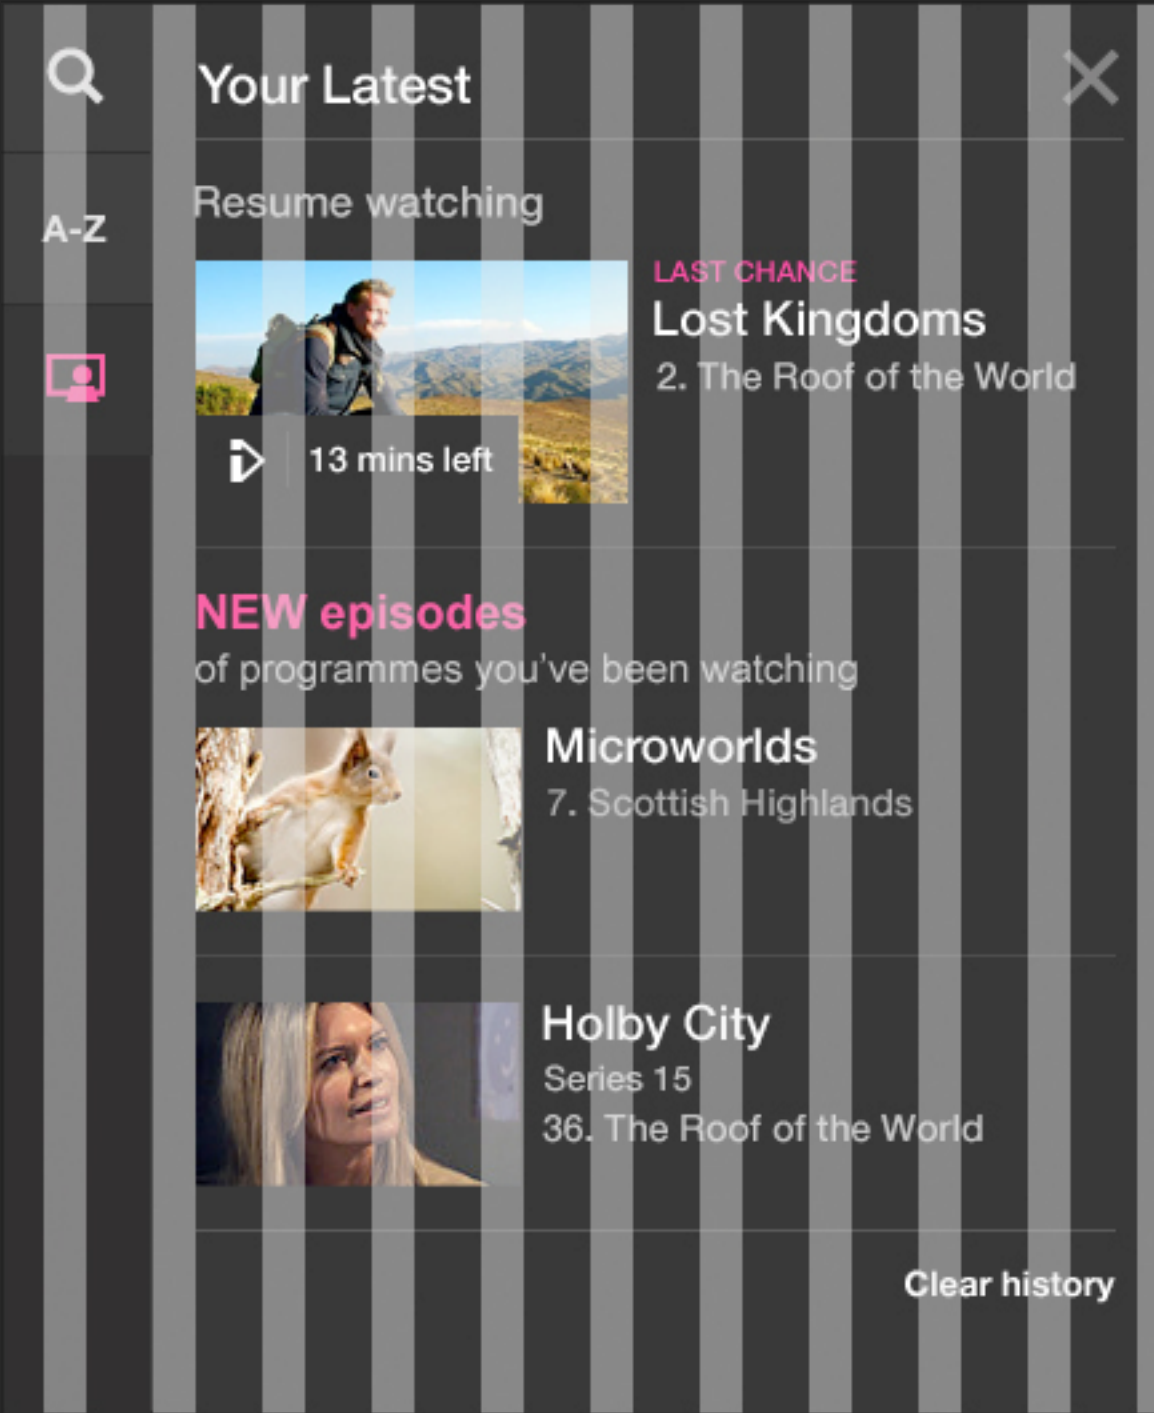 Your Latest
A-Z
Resume watching
LAST CHANCE
Lost Kingdoms
2. The Roof of the World
13 mins left
NEW episodes
of programmes you've been watching
Microworlds
7. Scottish Highlands
Holby City
Series 15
36. The Roof of the World
Clear history